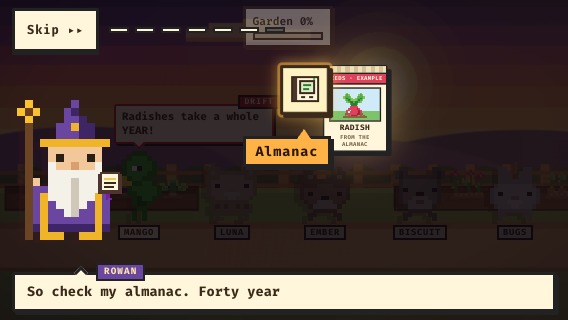 Skip ▸▸
Garden 0%
DRIFT
Radishes take a whole
YEAR!
EDS · EXAMPLE
RADISH
FROM THE
ALMANAC
Almanac
MANGO
LUNA
EMBER
BISCUIT
BUGS
ROWAN
So check my almanac. Forty year